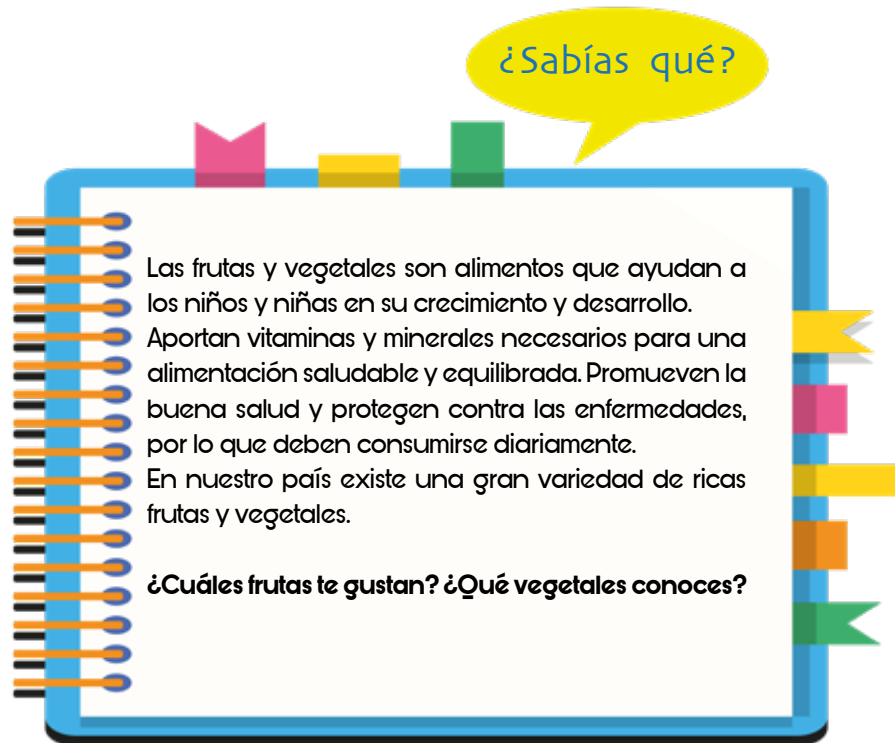 ¿Sabías qué?
Las frutas y vegetales son alimentos que ayudan a
los niños y niñas en su crecimiento y desarrollo.
Aportan vitaminas y minerales necesarios para una
alimentación saludable y equilibrada. Promueven la
buena salud y protegen contra las enfermedades,
por lo que deben consumirse diariamente.
En nuestro país existe una gran variedad de ricas
frutas y vegetales.
¿Cuáles frutas te gustan? ¿Qué vegetales conoces?